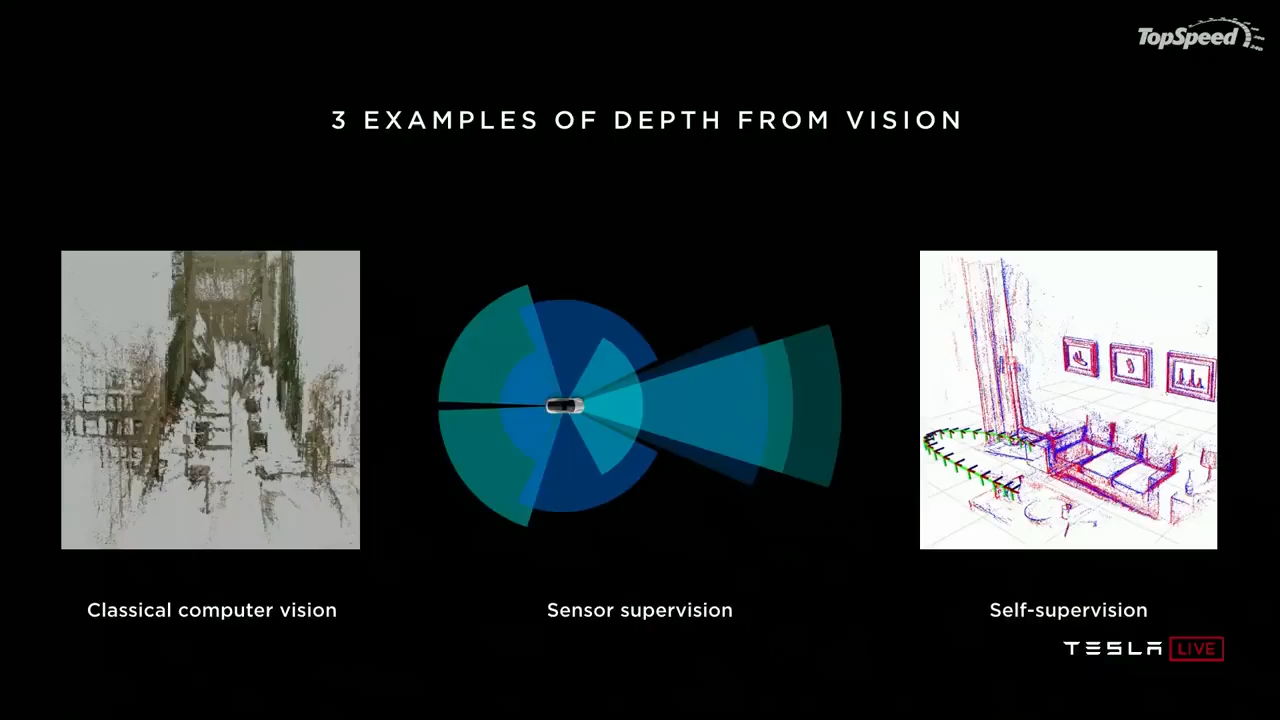 TopSpeed
3 EXAMPLES OF DEPTH FROM VISION
Classical computer vision
Sensor supervision
Self-supervision
TESLA LIVE